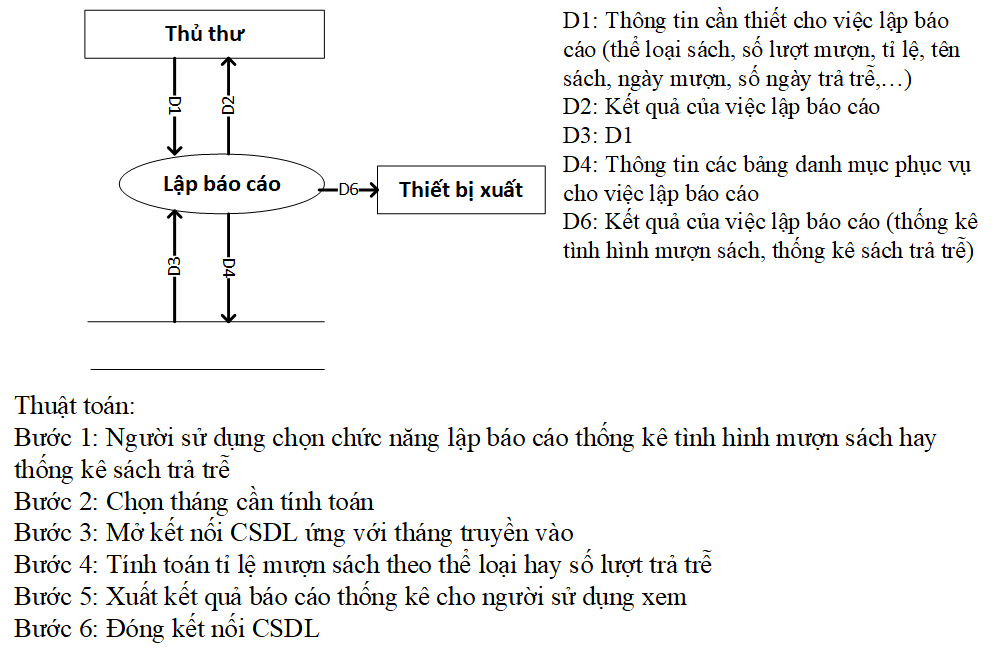 Thủ thư
D1: Thông tin cần thiết cho việc lập báo
cáo (thể loại sách, số lượt mượn, tỉ lệ, tên
sách, ngày mượn, số ngày trả trễ,…)
D2: Kết quả của việc lập báo cáo
D3: D1
D4: Thông tin các bảng danh mục phục vụ
cho việc lập báo cáo
D6: Kết quả của việc lập báo cáo (thống kê
tình hình mượn sách, thống kê sách trả trễ)
D1
D2
Lập báo cáo
D6
Thiết bị xuất
D3
D4
Thuật toán:
Bước 1: Người sử dụng chọn chức năng lập báo cáo thống kê tình hình mượn sách hay
thống kê sách trả trễ
Bước 2: Chọn tháng cần tính toán
Bước 3: Mở kết nối CSDL ứng với tháng truyền vào
Bước 4: Tính toán tỉ lệ mượn sách theo thể loại hay số lượt trả trễ
Bước 5: Xuất kết quả báo cáo thống kê cho người sử dụng xem
Bước 6: Đóng kết nối CSDL